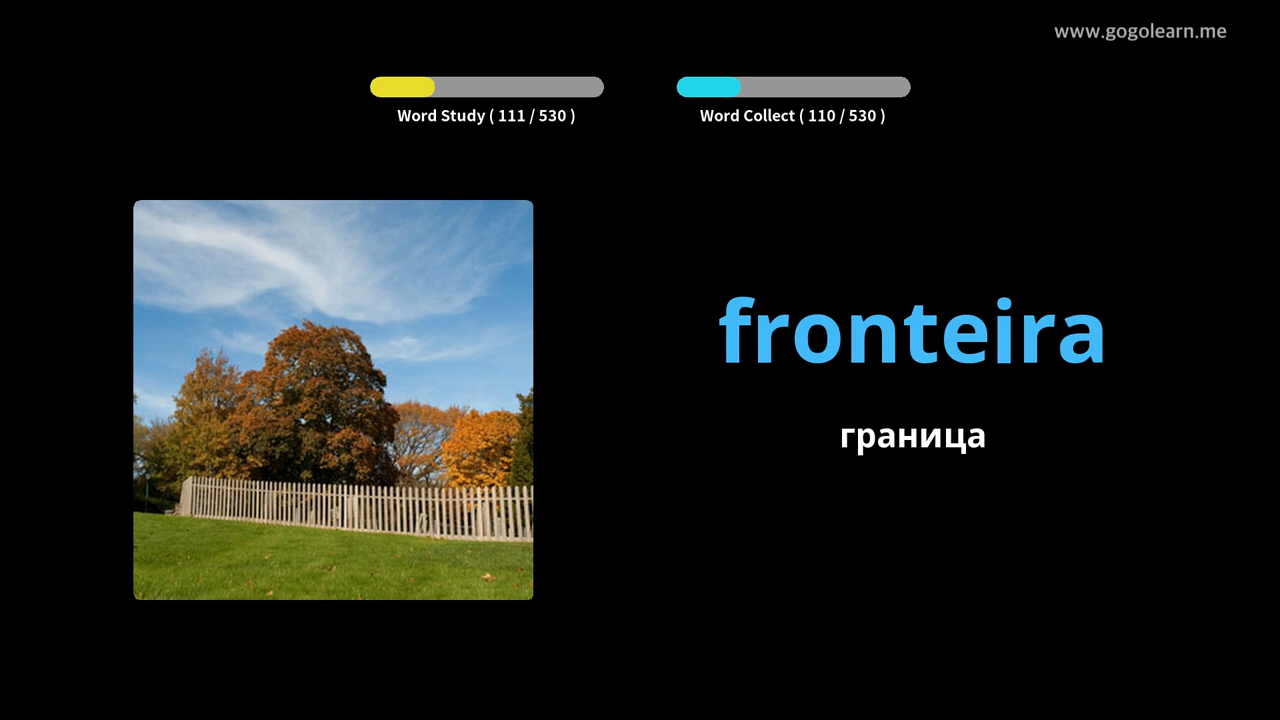 www.gogolearn.me
Word Study ( 111 / 530 )
Word Collect ( 110 / 530 )
fronteira
граница